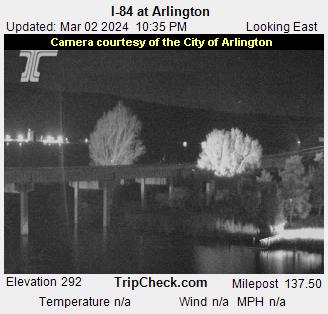 I-84 at Arlington
Updated: Mar 02 2024 10:35 PM Looking East
Camera courtesy of the City of Arlington
Elevation 292 TripCheck.com Milepost 137.50
Temperature n/a Wind n/a MPH n/a